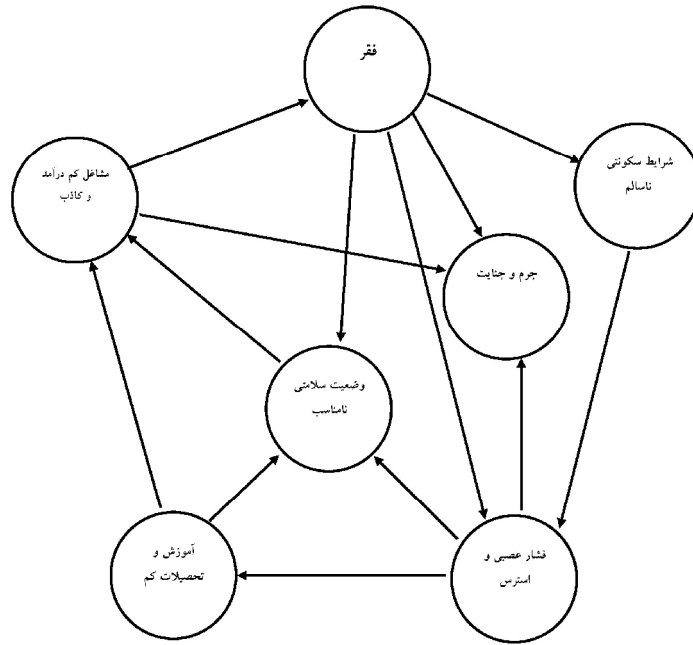 فقر
شرایط سکونتی
ناسالم
مشاغل کم درآمد
و کاذب
جرم و جنایت
وضعیت سلامتی
نامناسب
آموزش و
تحصیلات کم
فشار عصبی و
استرس